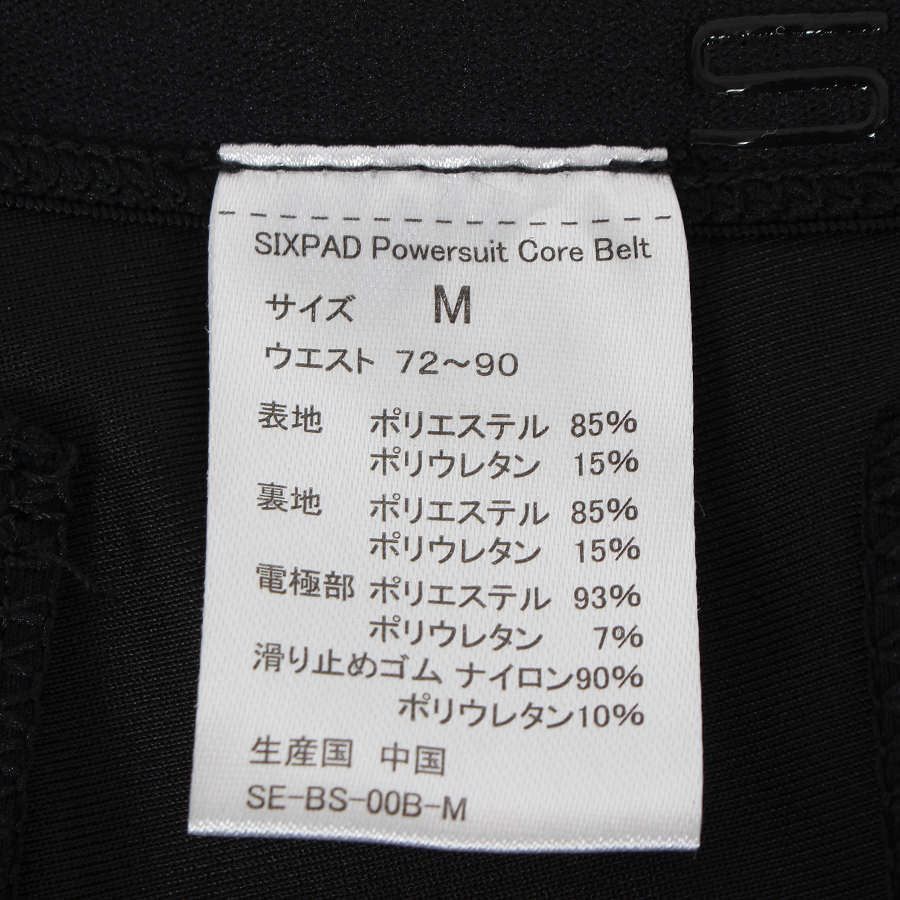 SIXPAD Powersuit Core Belt
サイズ M
ウエスト 72～90
表地 ポリエステル 85%
ポリウレタン 15%
裏地 ポリエステル 85%
ポリウレタン 15%
電極部 ポリエステル 93%
ポリウレタン 7%
滑り止めゴム ナイロン90%
ポリウレタン10%
生産国 中国
SE-BS-00B-M